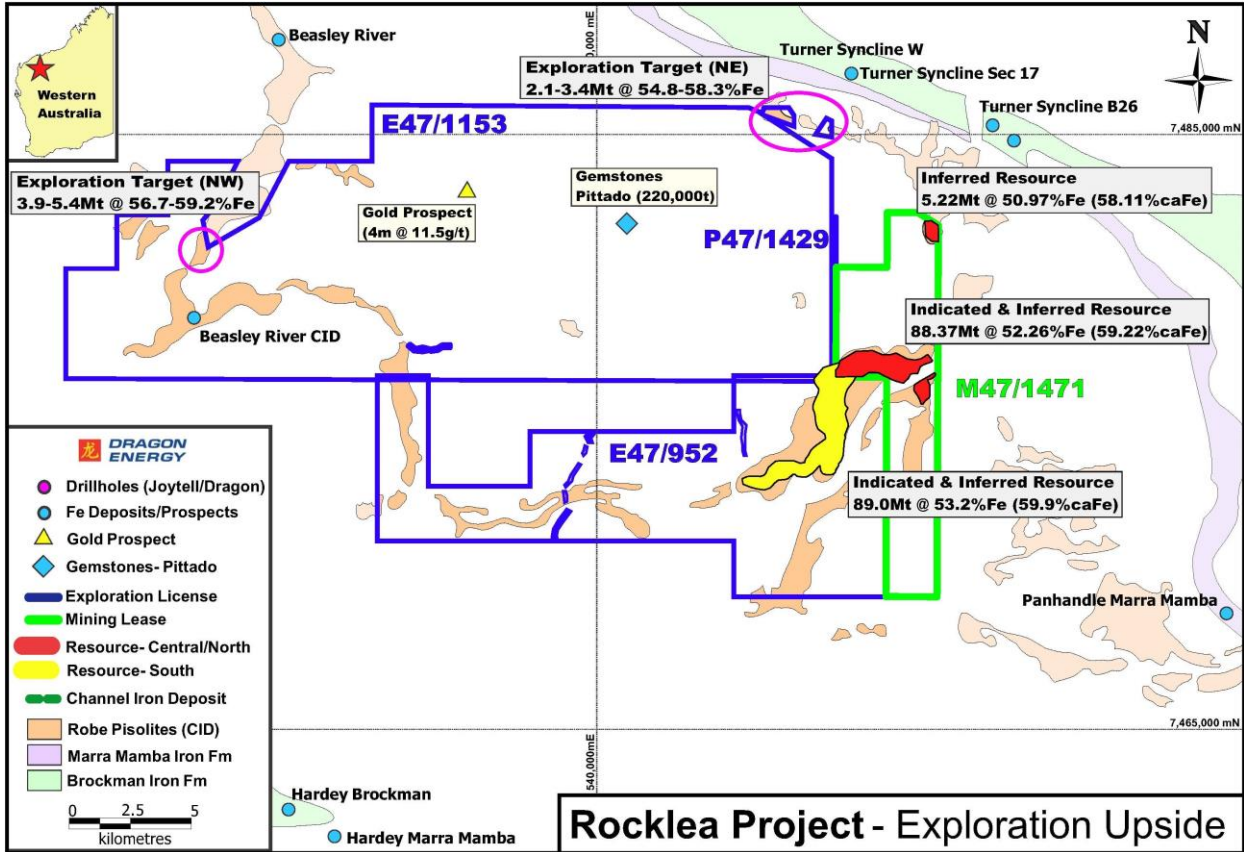 Beasley River
Turner Syncline W
Turner Syncline Sec 17
Turner Syncline B26
N
Western
Australia
Exploration Target (NE)
2.1-3.4Mt @ 54.8-58.3%Fe
E47/1153
7,485,000 mN
Exploration Target (NW)
3.9-5.4Mt @ 56.7-59.2%Fe
Gold Prospect
(4m @ 11.5g/t)
Gemstones
Pittado (220,000t)
Inferred Resource
5.22Mt @ 50.97%Fe (58.11%caFe)
P47/1429
Beasley River CID
Indicated & Inferred Resource
88.37Mt @ 52.26%Fe (59.22%caFe)
M47/1471
E47/952
Indicated & Inferred Resource
89.0Mt @ 53.2%Fe (59.9%caFe)
Panhandle Marra Mamba
7,465,000 mN
540,000mE
龙 DRAGON
ENERGY
Drillholes (Joytell/Dragon)
Fe Deposits/Prospects
Gold Prospect
Gemstones- Pittado
Exploration License
Mining Lease
Resource- Central/North
Resource- South
Channel Iron Deposit
Robe Pisolites (CID)
Marra Mamba Iron Fm
Brockman Iron Fm
0 2.5 5
kilometres
Hardey Brockman
Hardey Marra Mamba
Rocklea Project - Exploration Upside